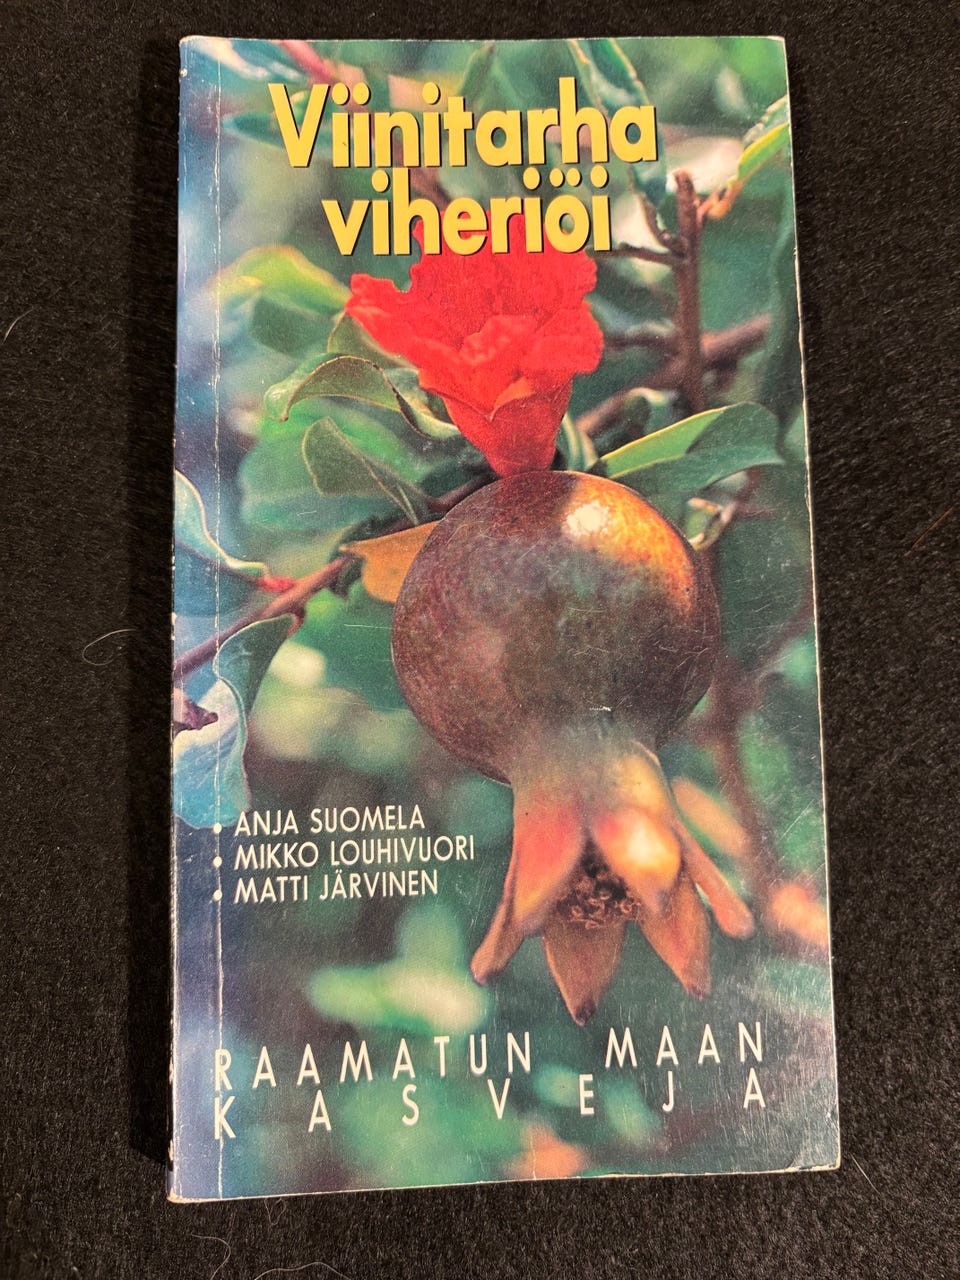 Viinitarha
viheriöi
• ANJA SUOMELA
• MIKKO LOUHIVUORI
• MATTI JÄRVINEN
RAAMATUN MAAN
KASVEJA